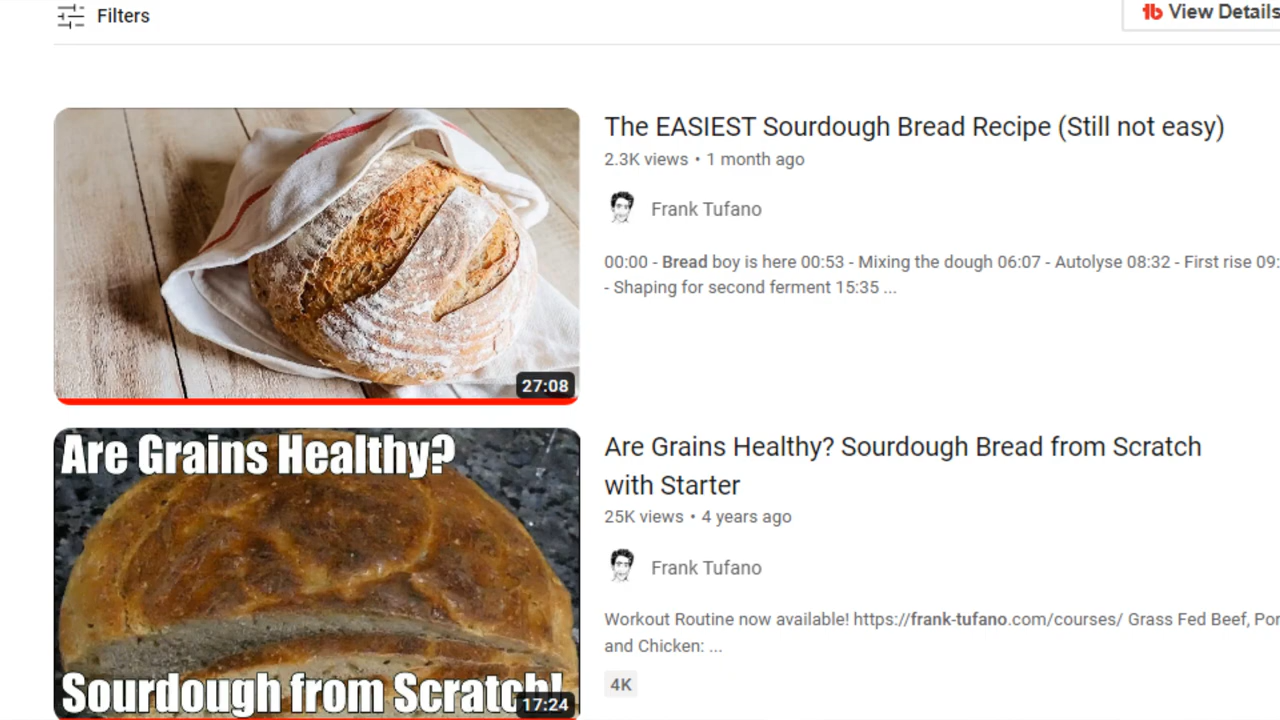 Filters
View Details
The EASIEST Sourdough Bread Recipe (Still not easy)
2.3K views • 1 month ago
Frank Tufano
00:00 - Bread boy is here 00:53 - Mixing the dough 06:07 - Autolyse 08:32 - First rise 09:
- Shaping for second ferment 15:35 ...
27:08
Are Grains Healthy?
Sourdough from Scratch!
17:24
Are Grains Healthy? Sourdough Bread from Scratch
with Starter
25K views • 4 years ago
Frank Tufano
Workout Routine now available! https://frank-tufano.com/courses/ Grass Fed Beef, Por
and Chicken: ...
4K